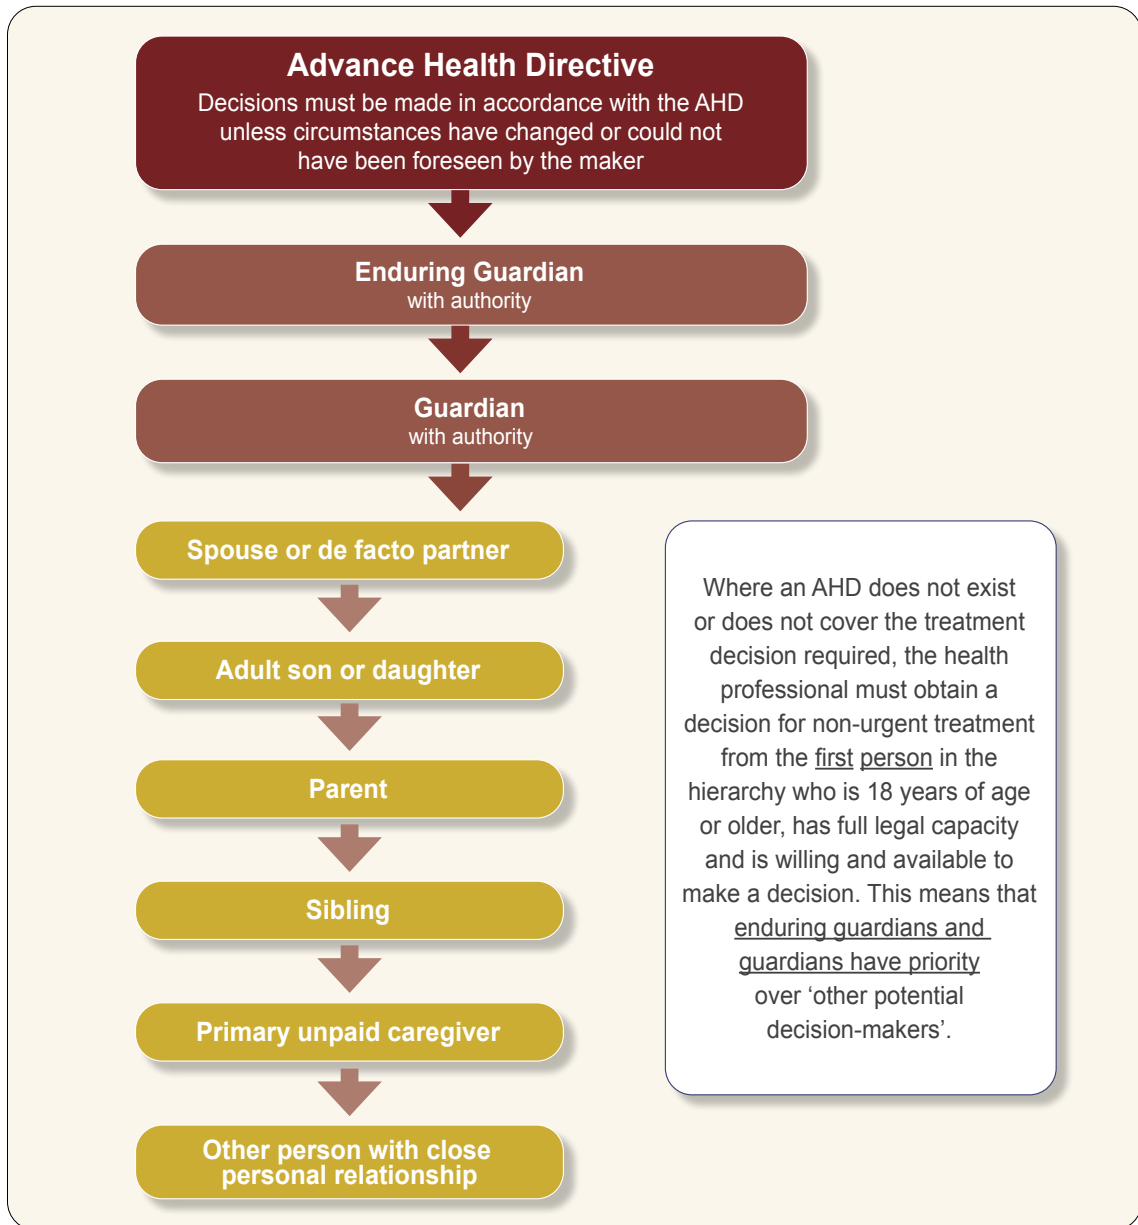 Advance Health Directive
Decisions must be made in accordance with the AHD
unless circumstances have changed or could not
have been foreseen by the maker
Enduring Guardian
with authority
Guardian
with authority
Spouse or de facto partner
Adult son or daughter
Parent
Sibling
Primary unpaid caregiver
Other person with close
personal relationship
Where an AHD does not exist
or does not cover the treatment
decision required, the health
professional must obtain a
decision for non-urgent treatment
from the first person in the
hierarchy who is 18 years of age
or older, has full legal capacity
and is willing and available to
make a decision. This means that
enduring guardians and
guardians have priority
over ‘other potential
decision-makers’.